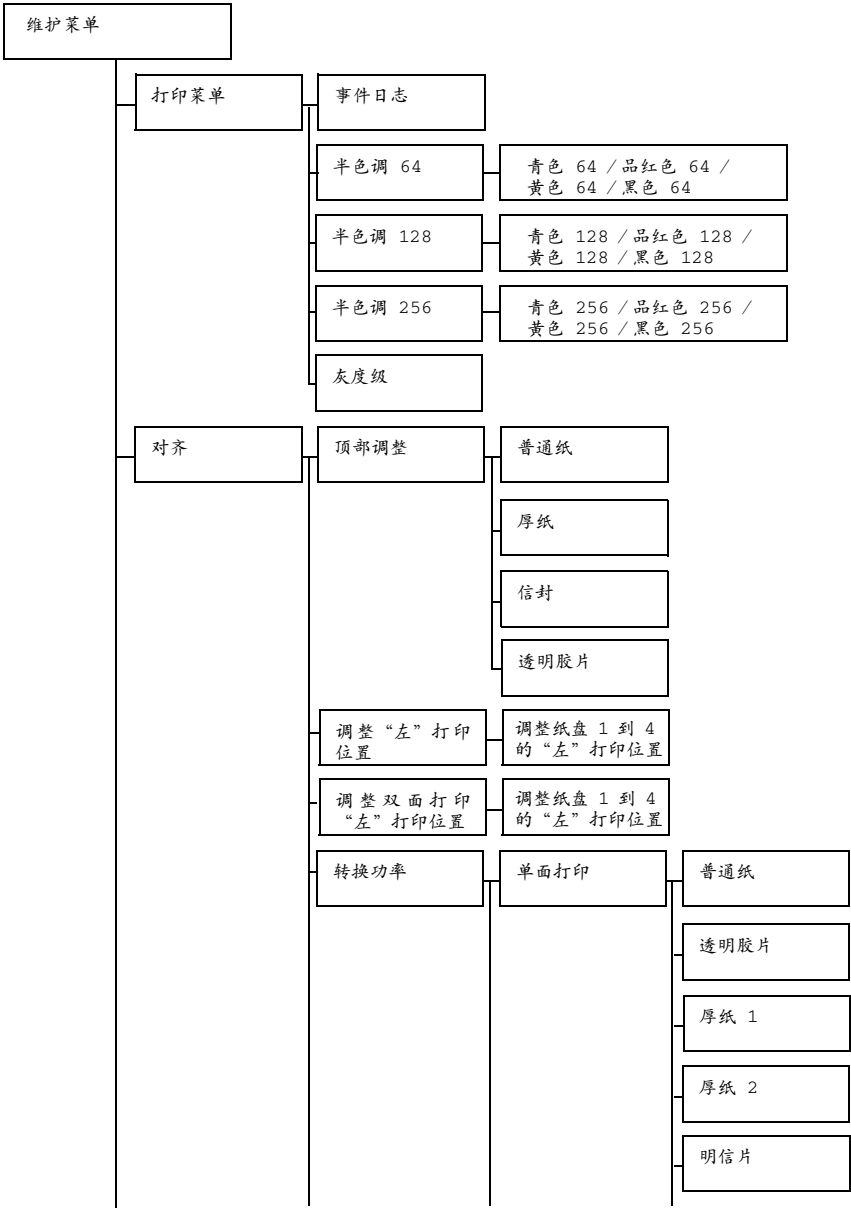 维护菜单
打印菜单
事件日志
半色调 64
青色 64 / 品红色 64 /
黄色 64 / 黑色 64
半色调 128
青色 128 / 品红色 128 /
黄色 128 / 黑色 128
半色调 256
青色 256 / 品红色 256 /
黄色 256 / 黑色 256
灰度级
对齐
顶部调整
普通纸
厚纸
信封
透明胶片
调整“左”打印
位置
调整纸盘 1 到 4
的“左”打印位置
调整双面打印
“左”打印位置
调整纸盘 1 到 4
的“左”打印位置
转换功率
单面打印
普通纸
透明胶片
厚纸 1
厚纸 2
明信片